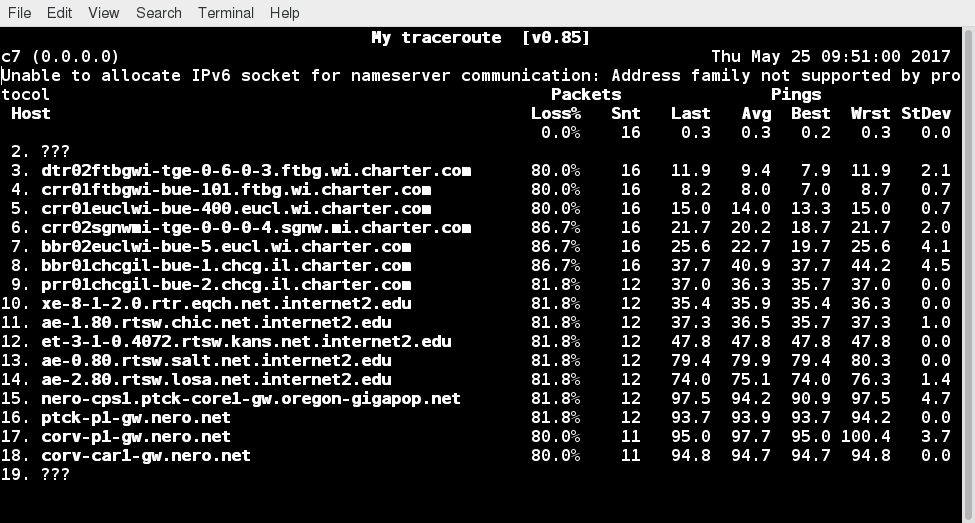 File Edit View Search Terminal Help
My traceroute [v0.85]
c7 (0.0.0.0) Thu May 25 09:51:00 2017
Unable to allocate IPv6 socket for nameserver communication: Address family not supported by pro
tocol Packets Pings
Host Loss% Snt Last Avg Best Wrst StDev
0.0% 16 0.3 0.3 0.2 0.3 0.0
2. ???
3. dtr02ftbgwi-tge-0-6-0-3.ftbg.wi.charter.com 80.0% 16 11.9 9.4 7.9 11.9 2.1
4. crr01ftbgwi-bue-101.ftbg.wi.charter.com 80.0% 16 8.2 8.0 7.0 8.7 0.7
5. crr01euclwi-bue-400.eucl.wi.charter.com 80.0% 16 15.0 14.0 13.3 15.0 0.7
6. crr02sgnwmi-tge-0-0-0-4.sgnw.mi.charter.com 86.7% 16 21.7 20.2 18.7 21.7 2.0
7. bbr02euclwi-bue-5.eucl.wi.charter.com 86.7% 16 25.6 22.7 19.7 25.6 4.1
8. bbr01chcgil-bue-1.chcg.il.charter.com 86.7% 16 37.7 40.9 37.7 44.2 4.5
9. prr01chcgil-bue-2.chcg.il.charter.com 81.8% 12 37.0 36.3 35.7 37.0 0.0
10. xe-8-1-2.0.rtr.eqch.net.internet2.edu 81.8% 12 35.4 35.9 35.4 36.3 0.0
11. ae-1.80.rtsw.chic.net.internet2.edu 81.8% 12 37.3 36.5 35.7 37.3 1.0
12. et-3-1-0.4072.rtsw.kans.net.internet2.edu 81.8% 12 47.8 47.8 47.8 47.8 0.0
13. ae-0.80.rtsw.salt.net.internet2.edu 81.8% 12 79.4 79.9 79.4 80.3 0.0
14. ae-2.80.rtsw.losa.net.internet2.edu 81.8% 12 74.0 75.1 74.0 76.3 1.4
15. nero-cps1.ptck-core1-gw.oregon-gigapop.net 81.8% 12 97.5 94.2 90.9 97.5 4.7
16. ptck-p1-gw.nero.net 81.8% 12 93.7 93.9 93.7 94.2 0.0
17. corv-p1-gw.nero.net 80.0% 11 95.0 97.7 95.0 100.4 3.7
18. corv-car1-gw.nero.net 80.0% 11 94.8 94.7 94.7 94.8 0.0
19. ???